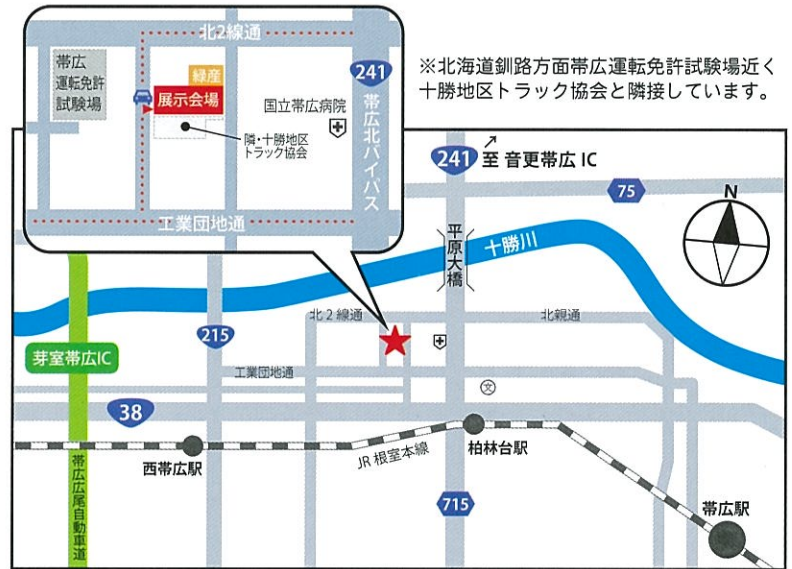 北2線通
帯広
運転免許
試験場
緑産
展示会場
国立帯広病院
隣・十勝地区
トラック協会
241
帯広北バイパス
工業団地通
※北海道釧路方面帯広運転免許試験場近く
十勝地区トラック協会と隣接しています。
241
至 音更帯広 IC
75
N
平原大橋
十勝川
北2線通
北親通
215
芽室帯広IC
工業団地通
文
38
西帯広駅
JR 根室本線
柏林台駅
帯広広尾自動車道
715
帯広駅